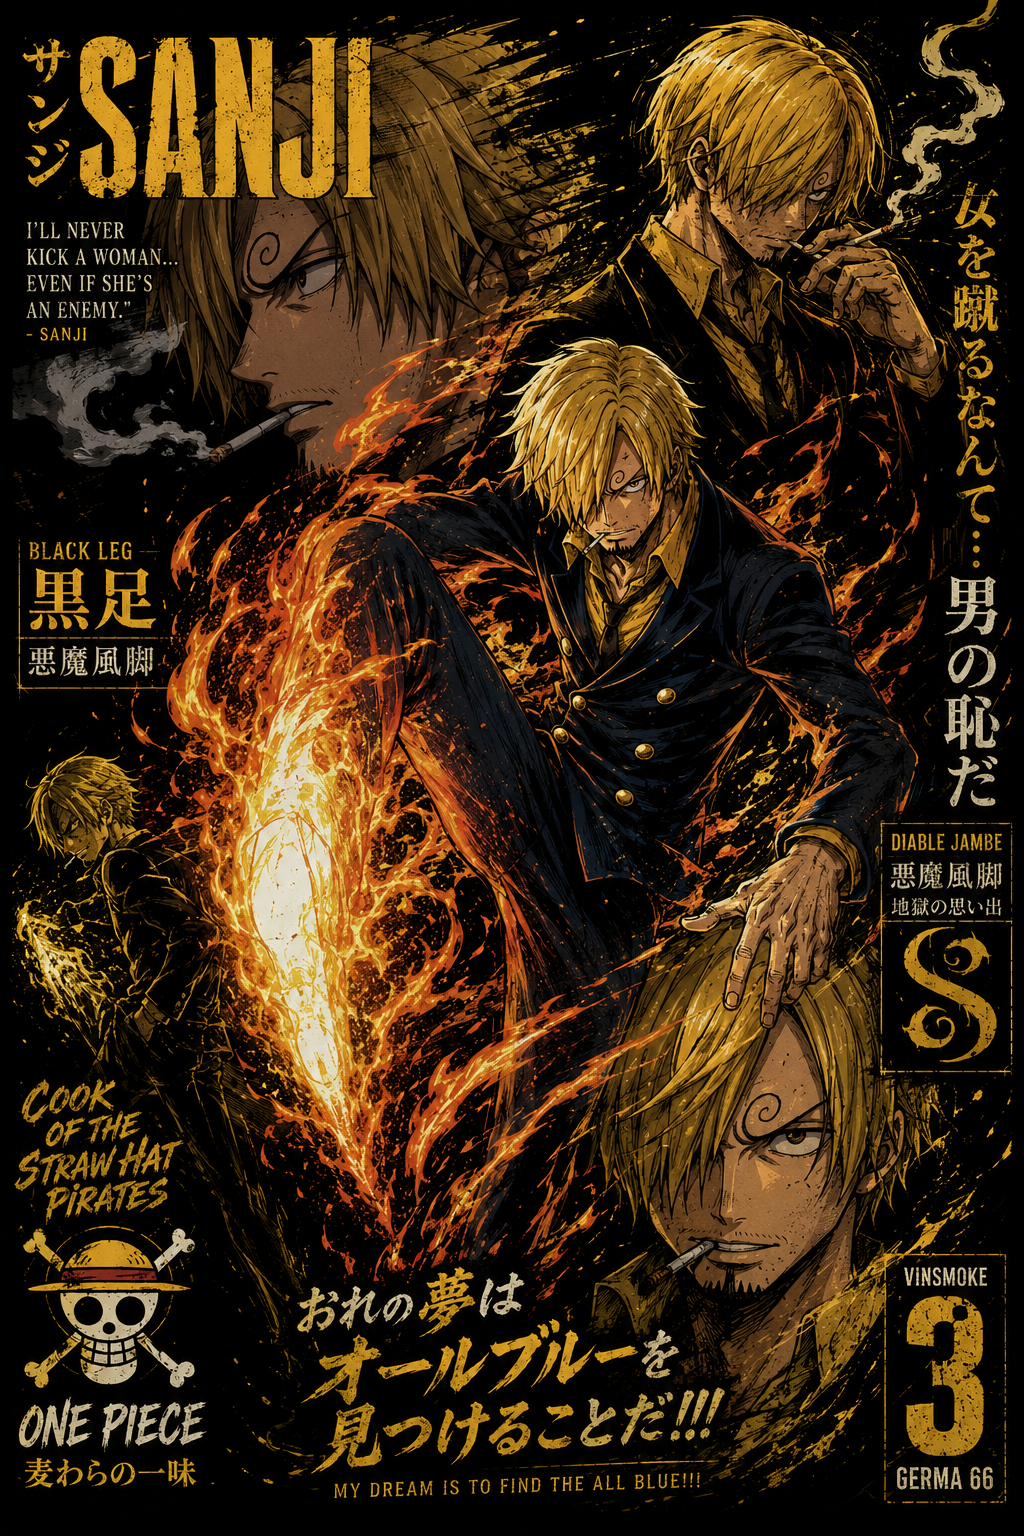 サンジ
SANJI
I'LL NEVER
KICK A WOMAN...
EVEN IF SHE'S
AN ENEMY."
- SANJI
女を蹴るなんて…男の恥だ
BLACK LEG
黒足
悪魔風脚
DIABLE JAMBE
悪魔風脚
地獄の思い出
S
COOK
OF THE
STRAW HAT
PIRATES
ONE PIECE
麦わらの一味
おれの夢は
オールブルーを
見つけることだ!!!
MY DREAM IS TO FIND THE ALL BLUE!!!
VINSMOKE
3
GERMA 66